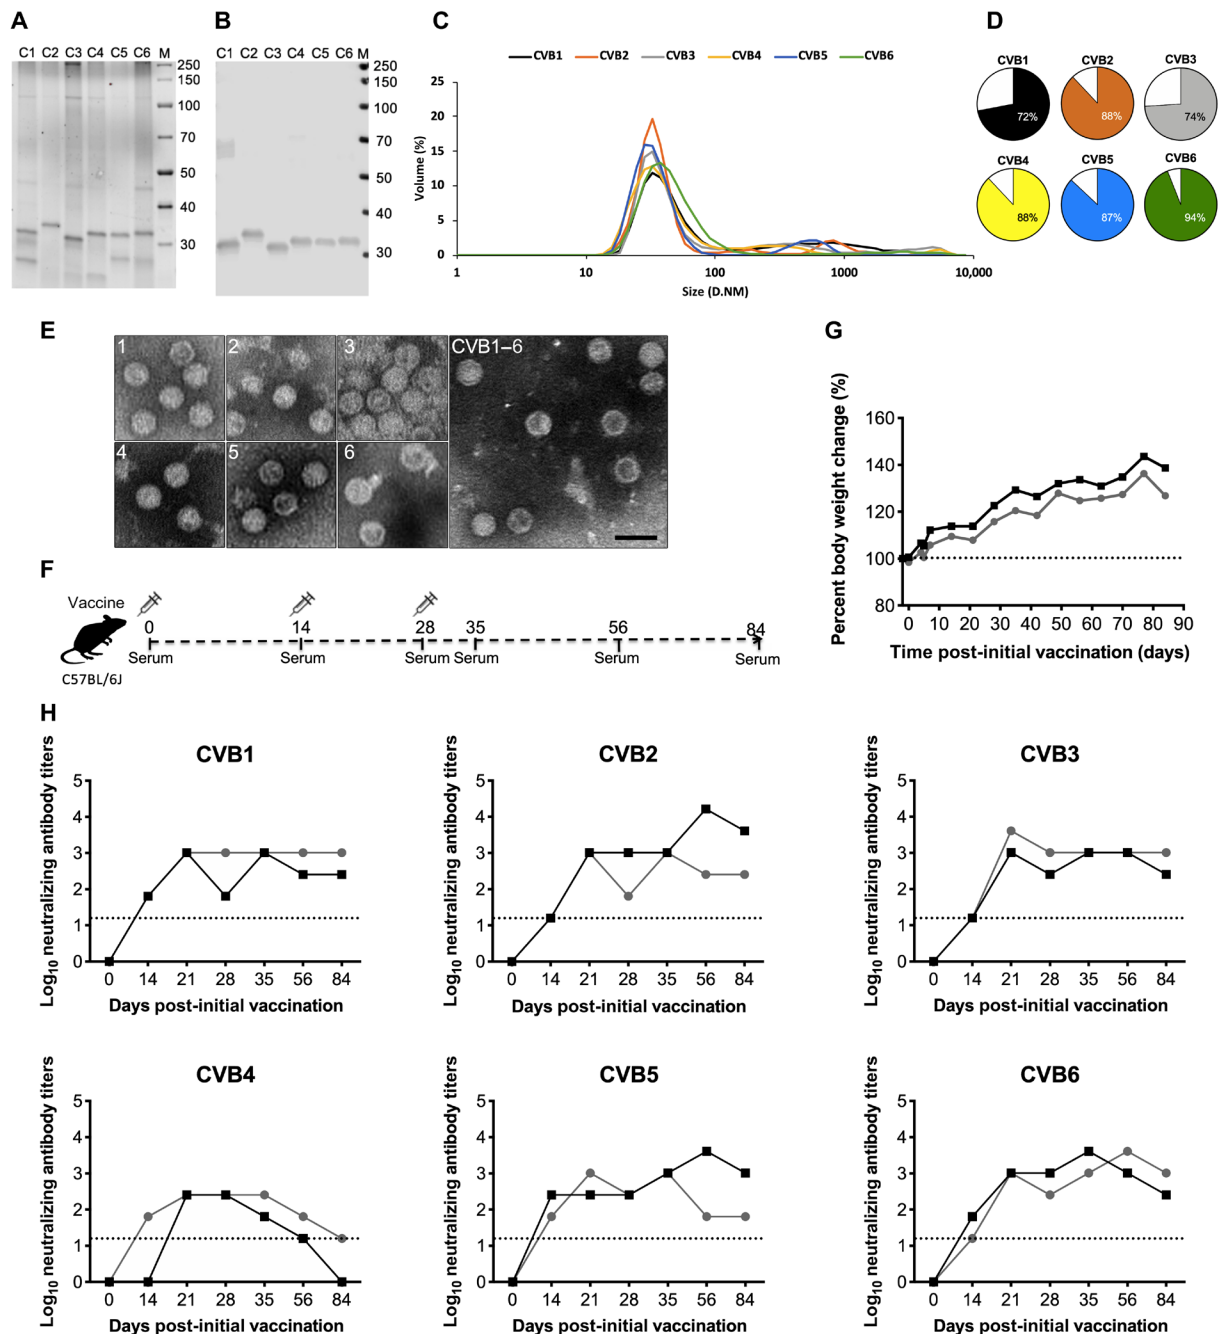 A
C1 C2 C3 C4 C5 C6 M
250
150
100
70
50
40
30
B
C1 C2 C3 C4 C5 C6 M
250
150
100
70
50
40
30
C
CVB1 CVB2 CVB3 CVB4 CVB5 CVB6
Volume (%)
25
20
15
10
5
0
1 10 100 1000 10,000
Size (D.NM)
D
CVB1 CVB2 CVB3
72% 88% 74%
CVB4 CVB5 CVB6
88% 87% 94%
E
1 2 3 CVB1–6
4 5 6
F
Vaccine
C57BL/6J
0 14 28 35 56 84
Serum Serum Serum Serum Serum Serum
G
Percent body weight change (%)
160
140
120
100
80
0 10 20 30 40 50 60 70 80 90
Time post-initial vaccination (days)
H
CVB1
Log10 neutralizing antibody titers
5
4
3
2
1
0
0 14 21 28 35 56 84
Days post-initial vaccination
CVB2
Log10 neutralizing antibody titers
5
4
3
2
1
0
0 14 21 28 35 56 84
Days post-initial vaccination
CVB3
Log10 neutralizing antibody titers
5
4
3
2
1
0
0 14 21 28 35 56 84
Days post-initial vaccination
CVB4
Log10 neutralizing antibody titers
5
4
3
2
1
0
0 14 21 28 35 56 84
Days post-initial vaccination
CVB5
Log10 neutralizing antibody titers
5
4
3
2
1
0
0 14 21 28 35 56 84
Days post-initial vaccination
CVB6
Log10 neutralizing antibody titers
5
4
3
2
1
0
0 14 21 28 35 56 84
Days post-initial vaccination